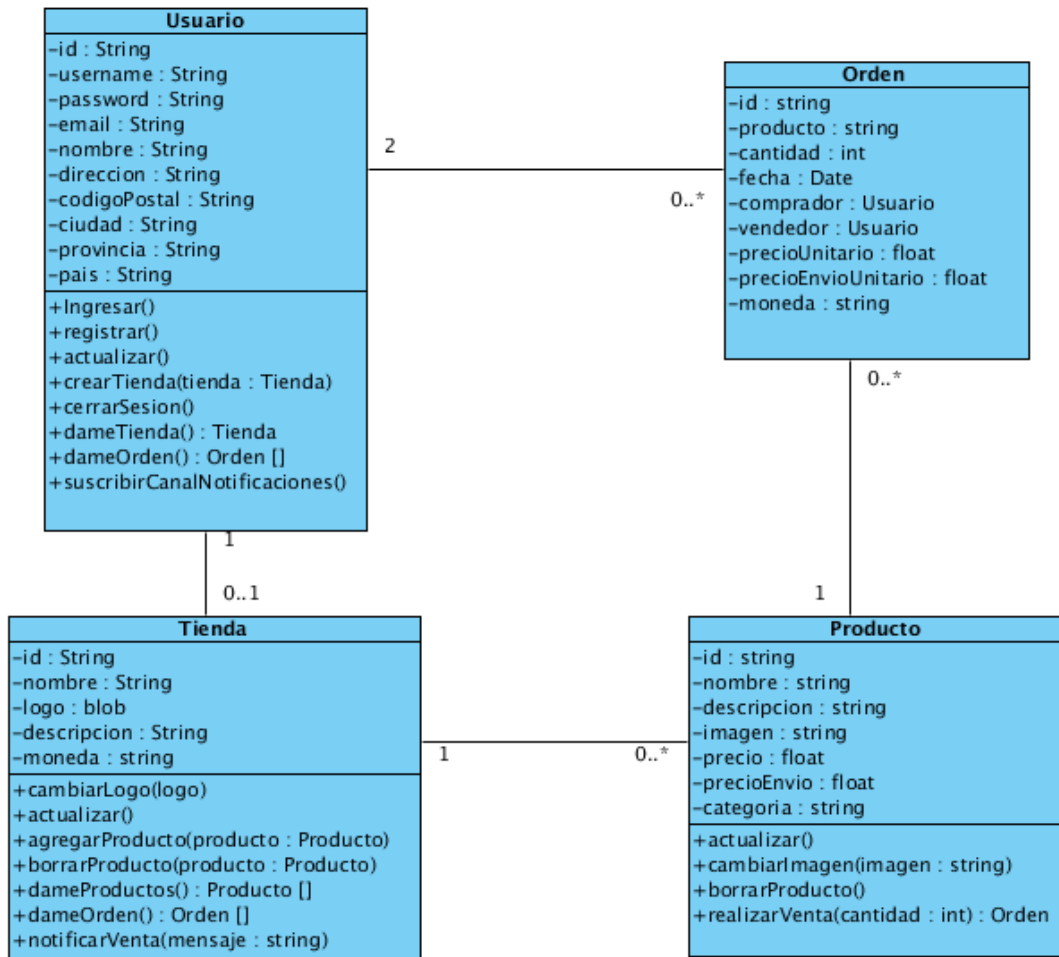 Usuario
-id : String
-username : String
-password : String
-email : String
-nombre : String
-direccion : String
-codigoPostal : String
-ciudad : String
-provincia : String
-pais : String
+Ingresar()
+registrar()
+actualizar()
+crearTienda(tienda : Tienda)
+cerrarSesion()
+dameTienda() : Tienda
+dameOrden() : Orden []
+suscribirCanalNotificaciones()
2
0..*
Orden
-id : string
-producto : string
-cantidad : int
-fecha : Date
-comprador : Usuario
-vendedor : Usuario
-precioUnitario : float
-precioEnvioUnitario : float
-moneda : string
0..*
1
1
0..1
Tienda
-id : String
-nombre : String
-logo : blob
-descripcion : String
-moneda : string
+cambiarLogo(logo)
+actualizar()
+agregarProducto(producto : Producto)
+borrarProducto(producto : Producto)
+dameProductos() : Producto []
+dameOrden() : Orden []
+notificarVenta(mensaje : string)
1
0..*
Producto
-id : string
-nombre : string
-descripcion : string
-imagen : string
-precio : float
-precioEnvio : float
-categoria : string
+actualizar()
+cambiarImagen(imagen : string)
+borrarProducto()
+realizarVenta(cantidad : int) : Orden